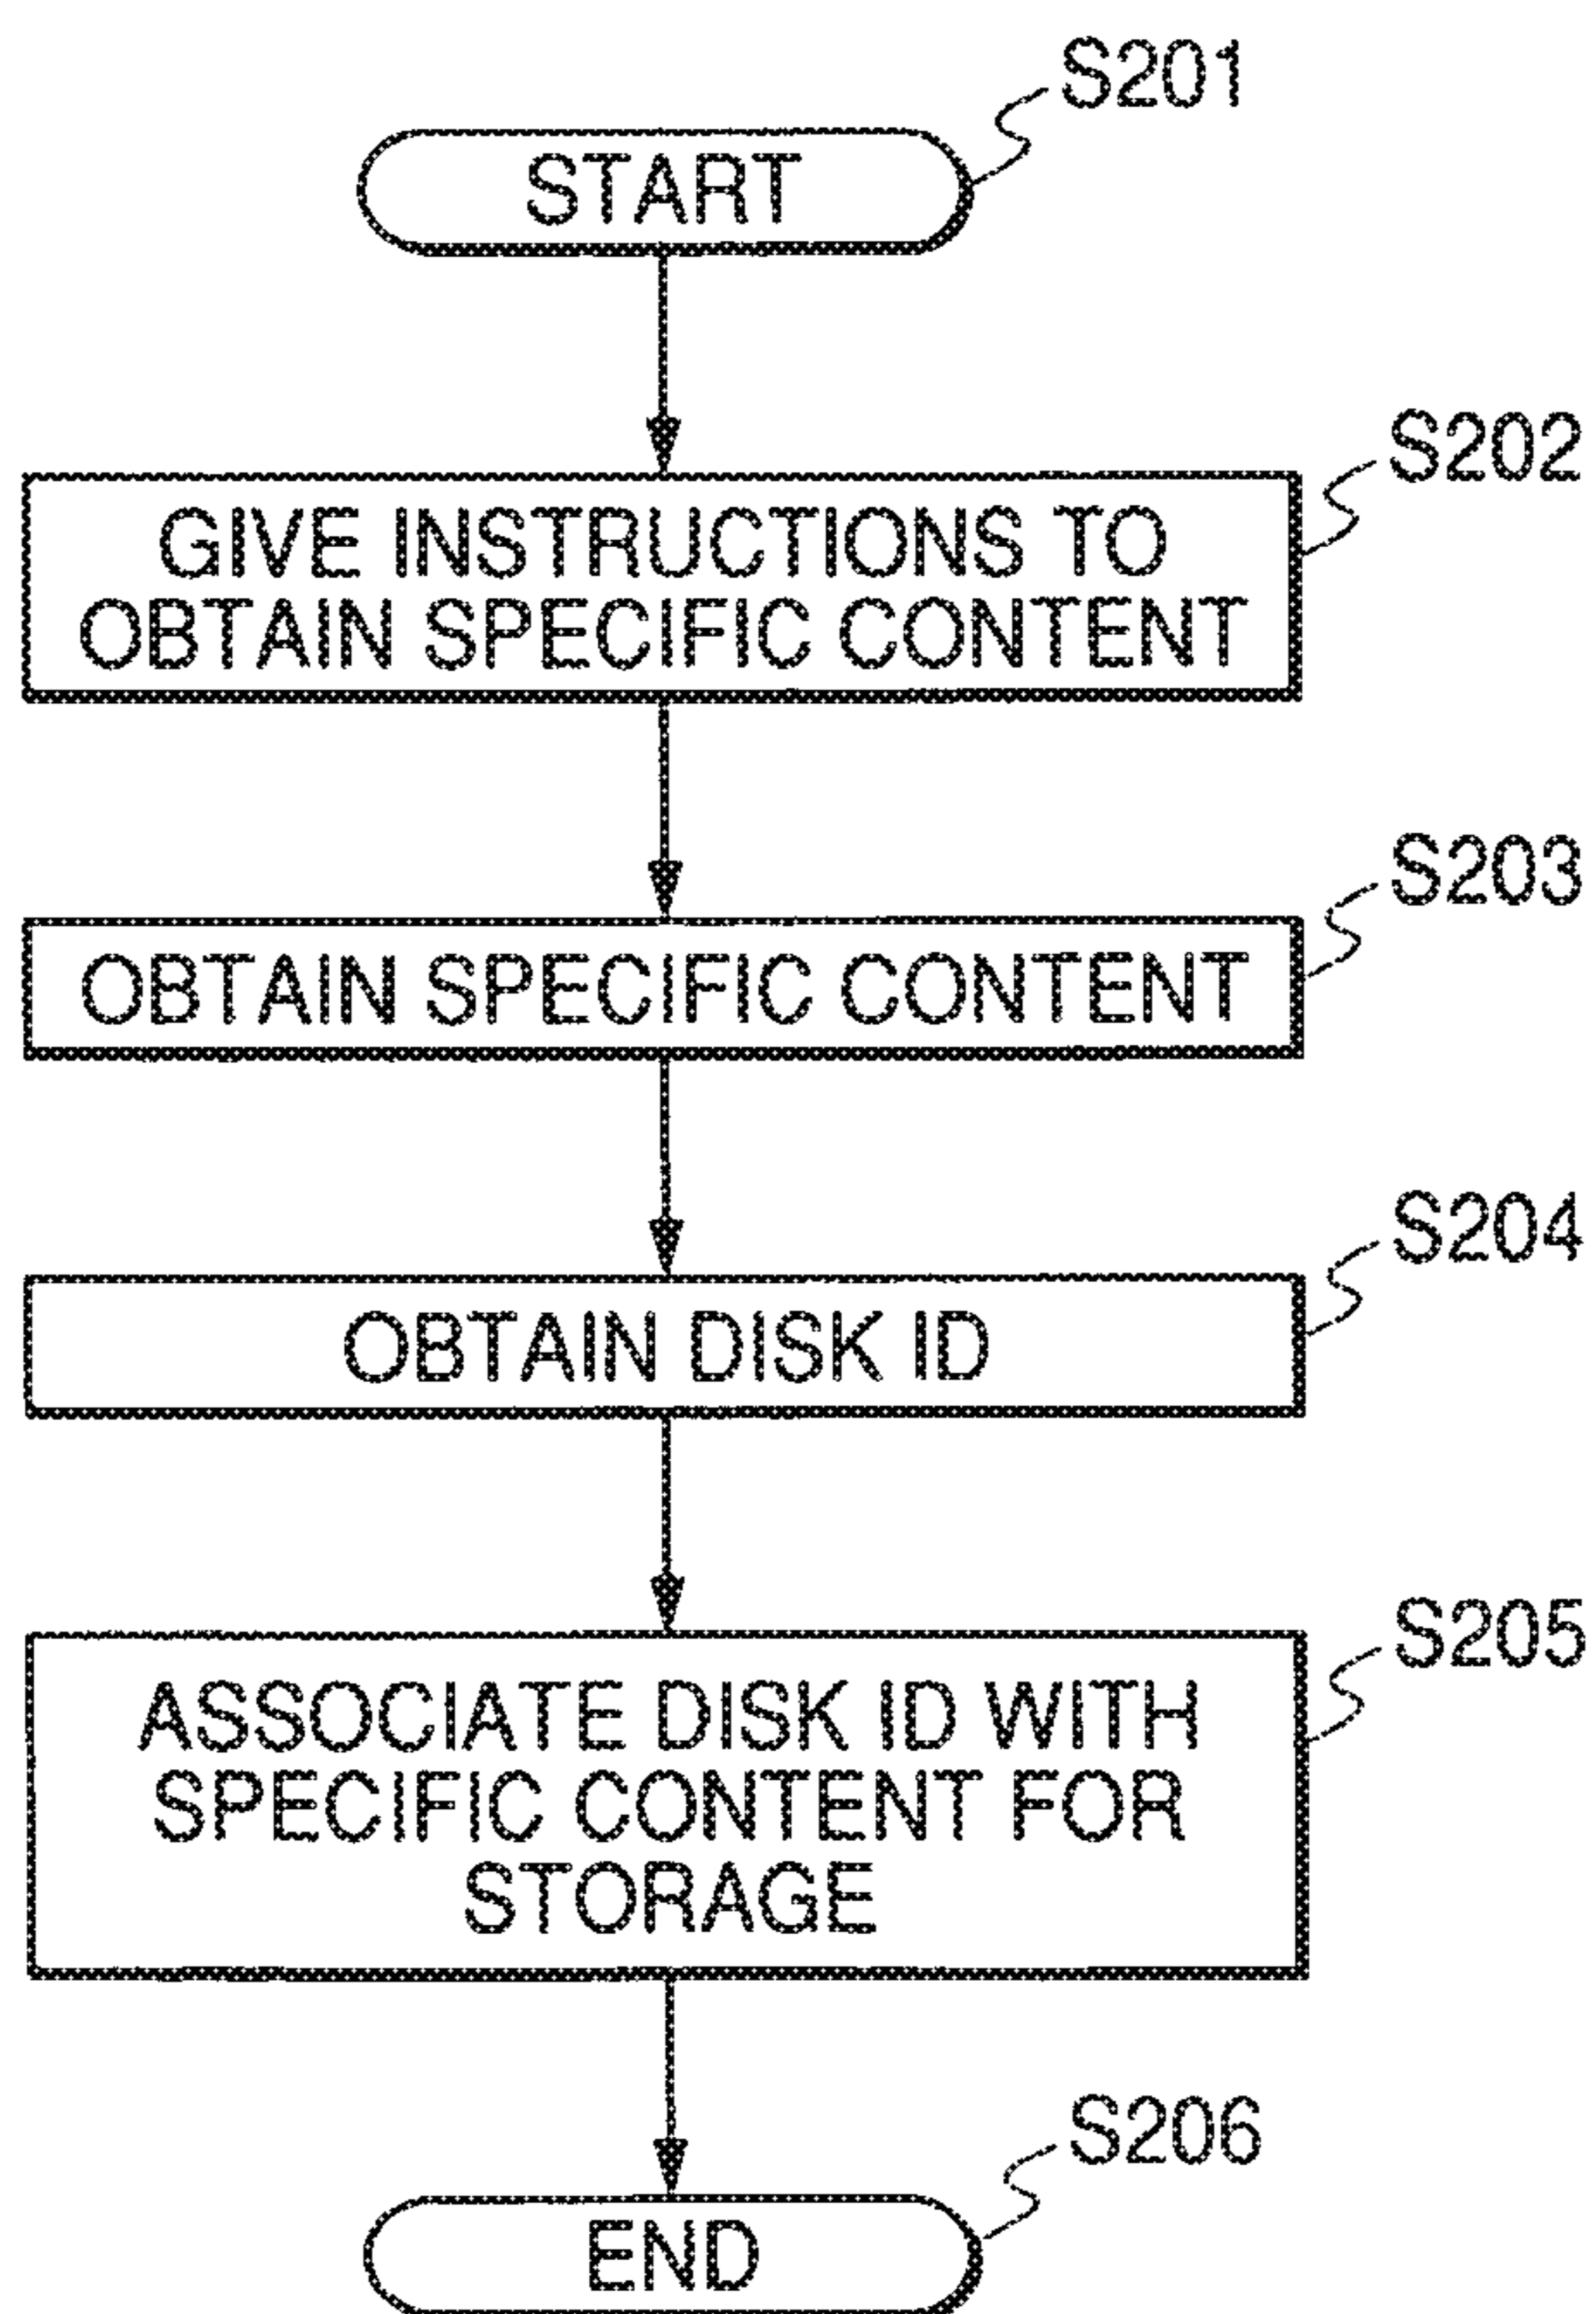 S201
START
S202
GIVE INSTRUCTIONS TO
OBTAIN SPECIFIC CONTENT
S203
OBTAIN SPECIFIC CONTENT
S204
OBTAIN DISK ID
S205
ASSOCIATE DISK ID WITH
SPECIFIC CONTENT FOR
STORAGE
S206
END